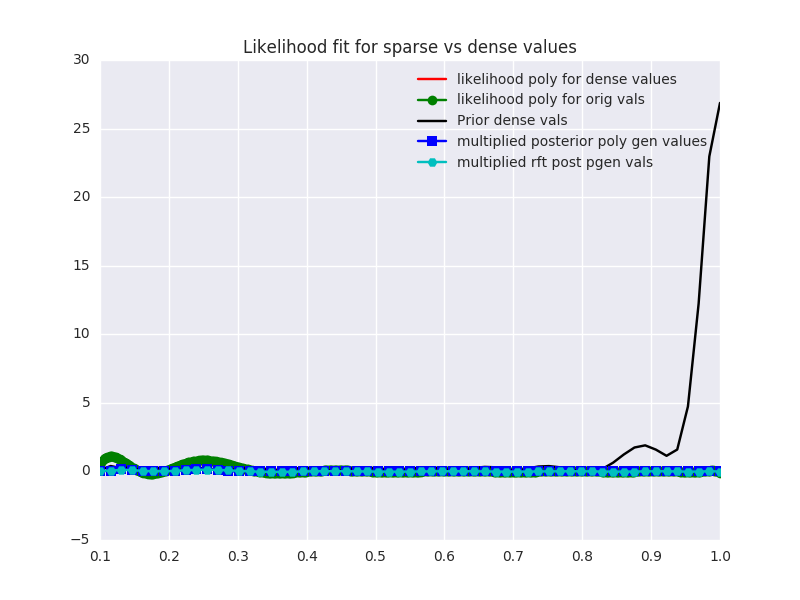 Likelihood fit for sparse vs dense values
30
25
20
15
10
5
0
−5
likelihood poly for dense values
likelihood poly for orig vals
Prior dense vals
multiplied posterior poly gen values
multiplied rft post pgen vals
0.1 0.2 0.3 0.4 0.5 0.6 0.7 0.8 0.9 1.0